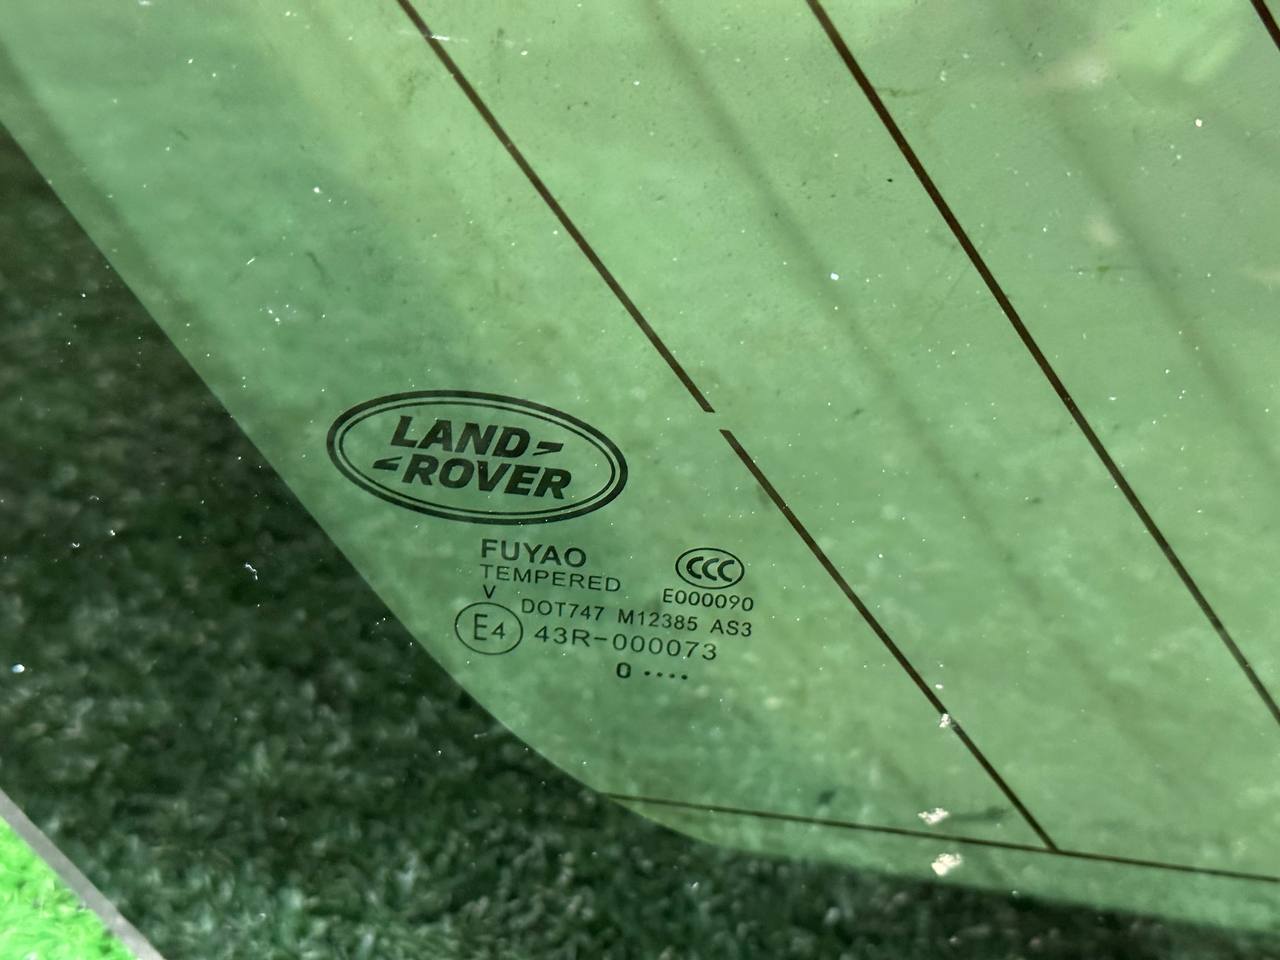 LAND
ROVER
FUYAO
TEMPERED
CCC
E000090
V
DOT747 M12385 AS3
E4 43R-000073
0 ····